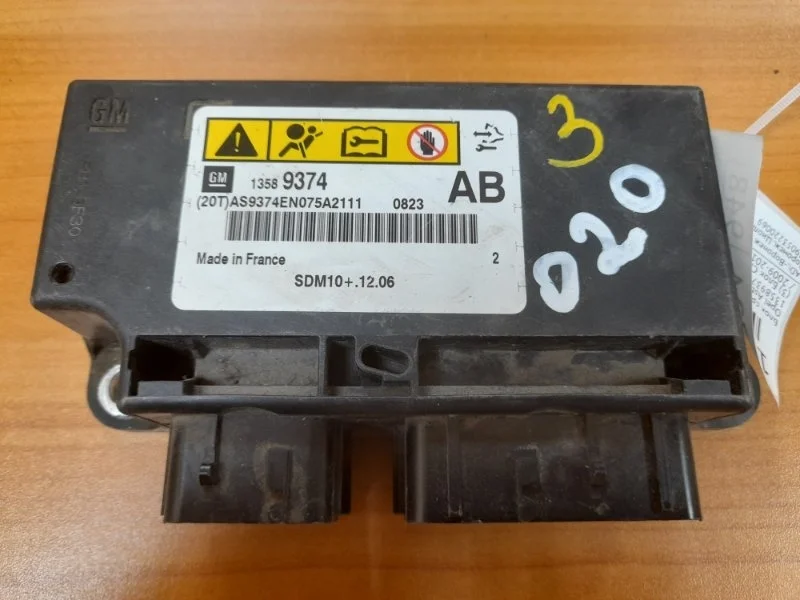 GM
3
020
GM 1358 9374 AB
(20T)AS9374EN075A2111 0823
Made in France 2
SDM10+.12.06